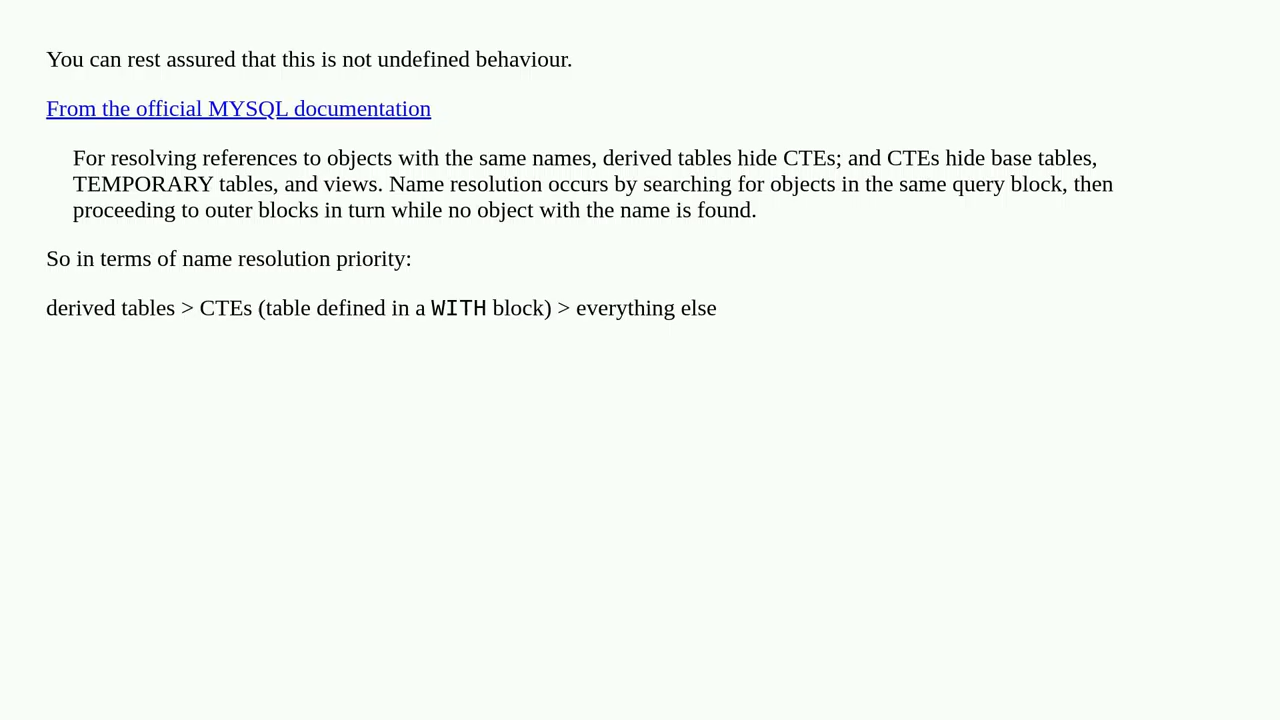 You can rest assured that this is not undefined behaviour.
From the official MYSQL documentation
For resolving references to objects with the same names, derived tables hide CTEs; and CTEs hide base tables,
TEMPORARY tables, and views. Name resolution occurs by searching for objects in the same query block, then
proceeding to outer blocks in turn while no object with the name is found.
So in terms of name resolution priority:
derived tables > CTEs (table defined in a WITH block) > everything else